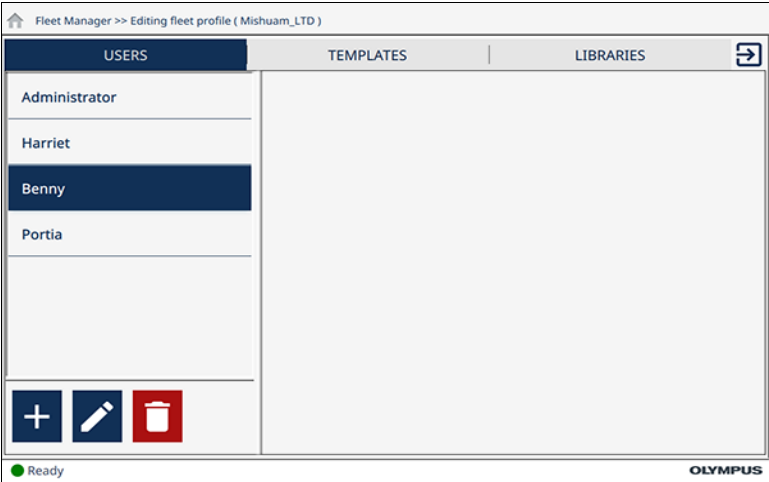 Fleet Manager >> Editing fleet profile ( Mishuam_LTD )
USERS
TEMPLATES
LIBRARIES
Administrator
Harriet
Benny
Portia
Ready
OLYMPUS